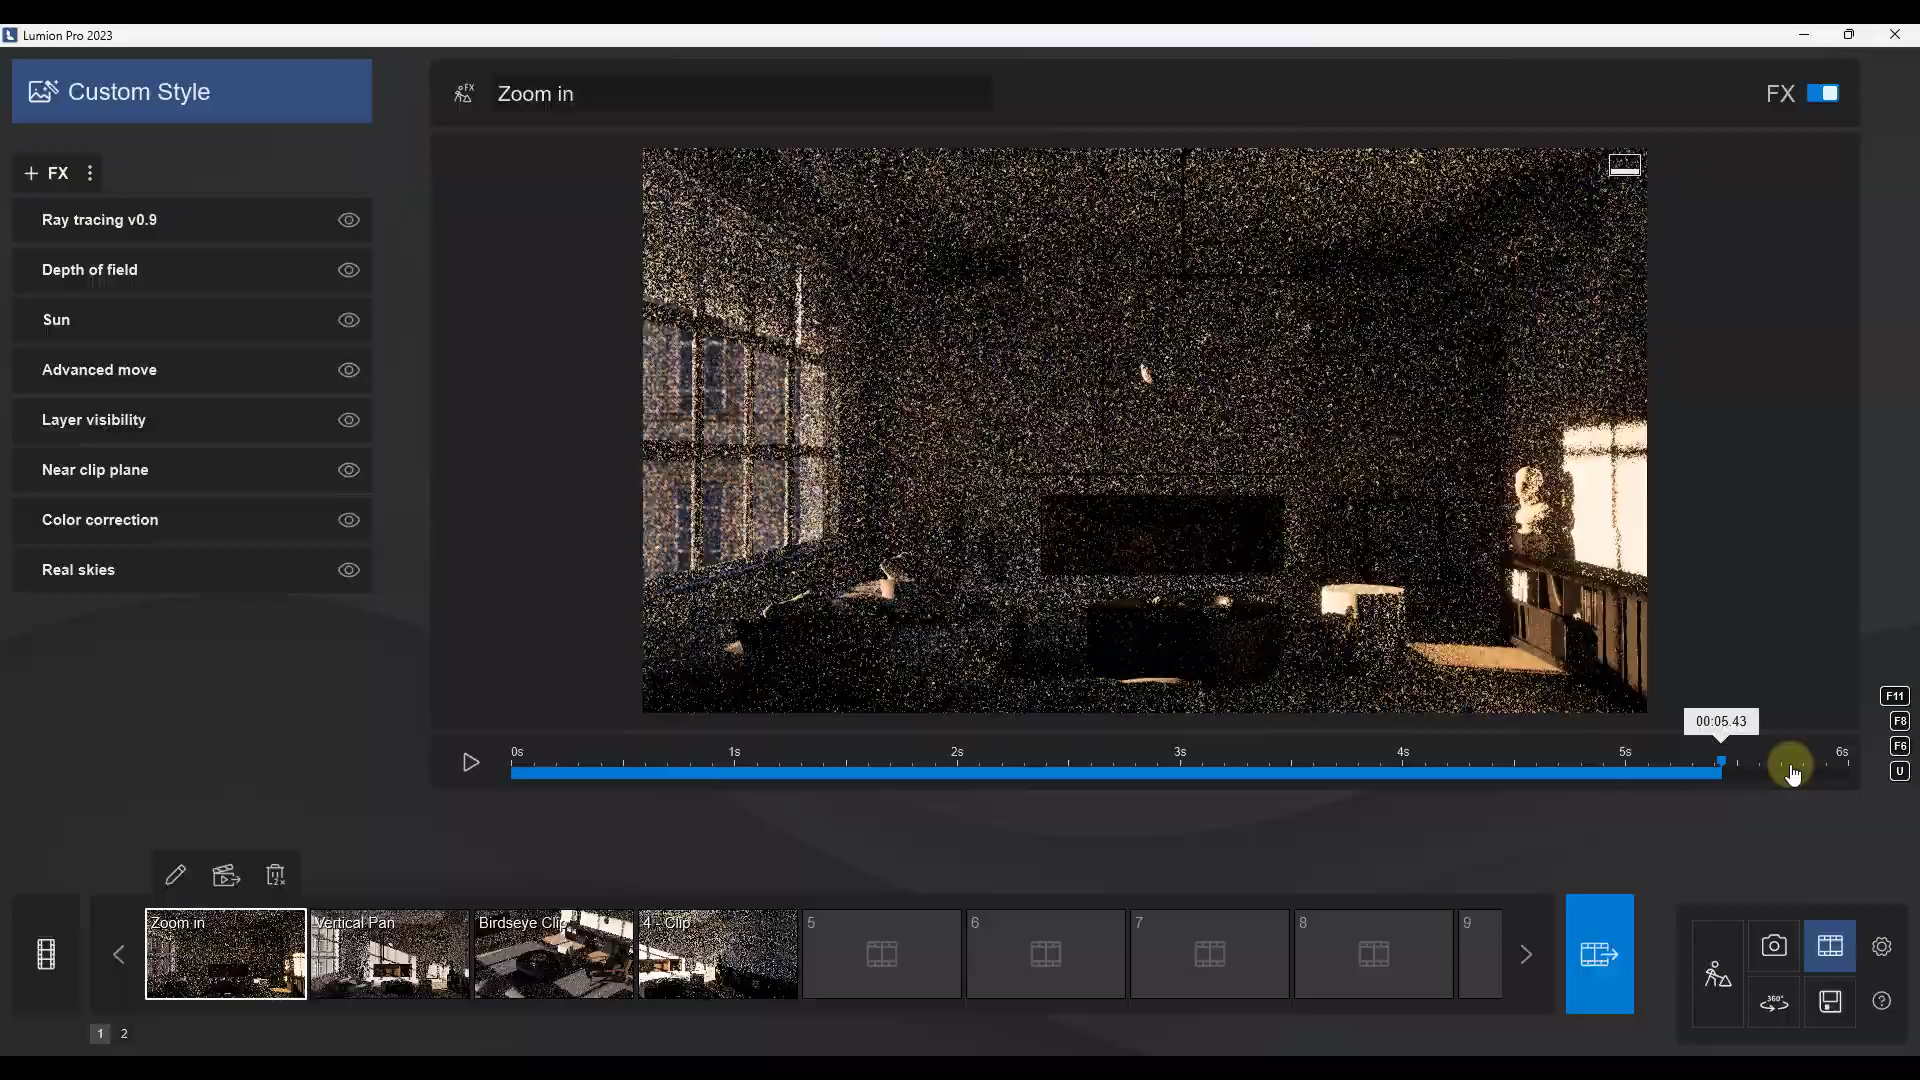 Lumion Pro 2023
Custom Style
Zoom in
FX
+ FX
Ray tracing v0.9
Depth of field
Sun
Advanced move
Layer visibility
Near clip plane
Color correction
Real skies
F11
F8
F6
U
00:05.43
0s 1s 2s 3s 4s 5s 6s
Zoom in
Vertical Pan
Birdseye Clip
4 - Clip
5
6
7
8
9
1 2
360°